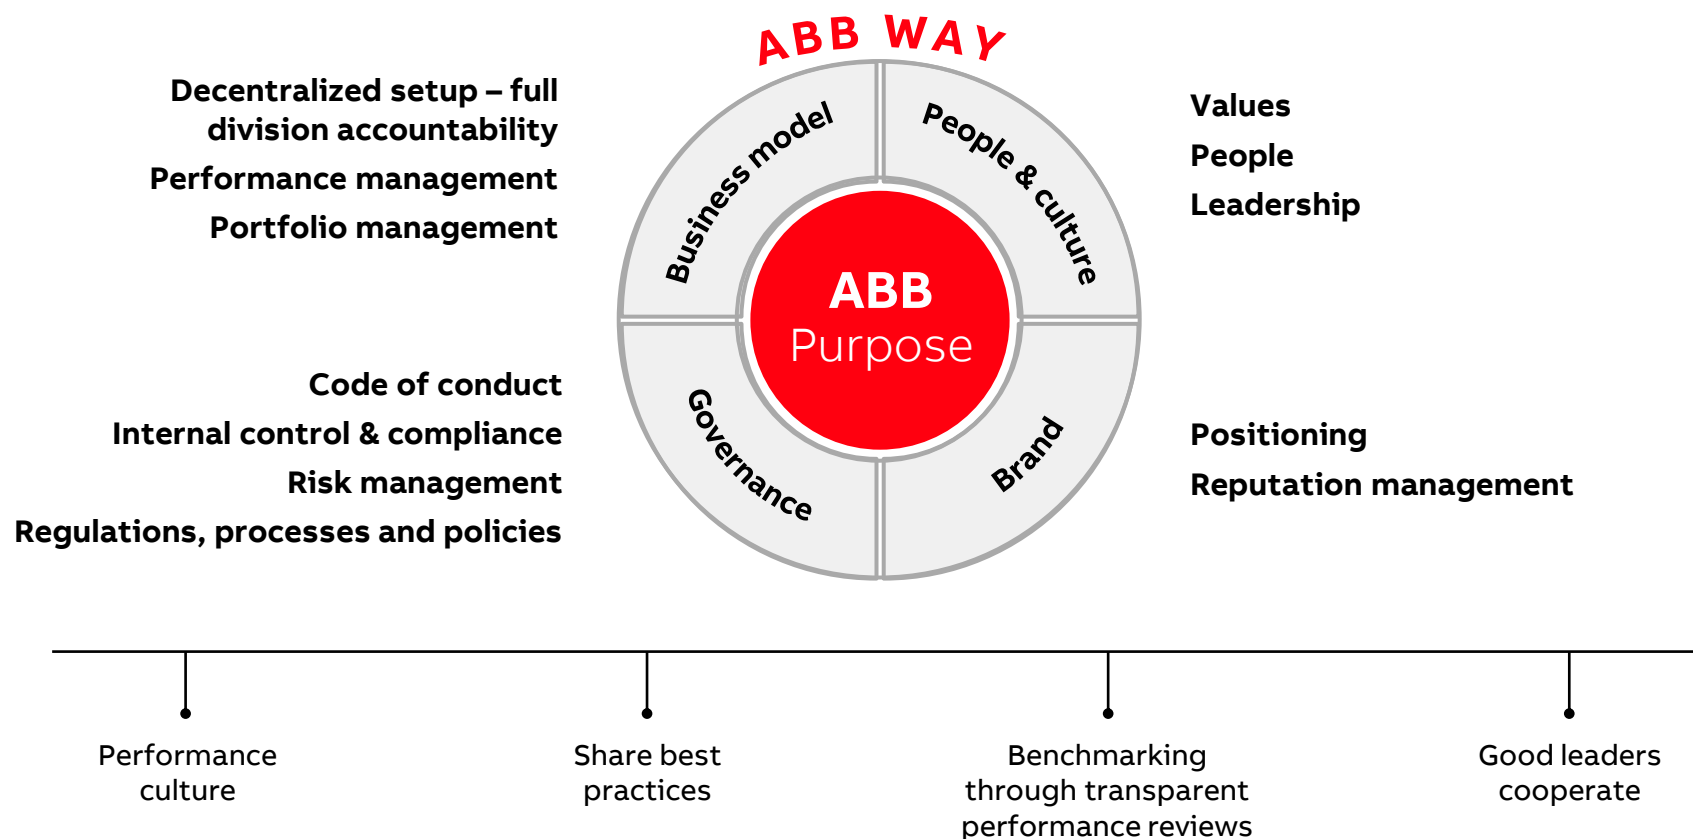 ABB WAY
Decentralized setup – full
division accountability
Performance management
Portfolio management
Business model
People & culture
Values
People
Leadership
ABB
Purpose
Code of conduct
Internal control & compliance
Risk management
Regulations, processes and policies
Governance
Brand
Positioning
Reputation management
Performance
culture
Share best
practices
Benchmarking
through transparent
performance reviews
Good leaders
cooperate